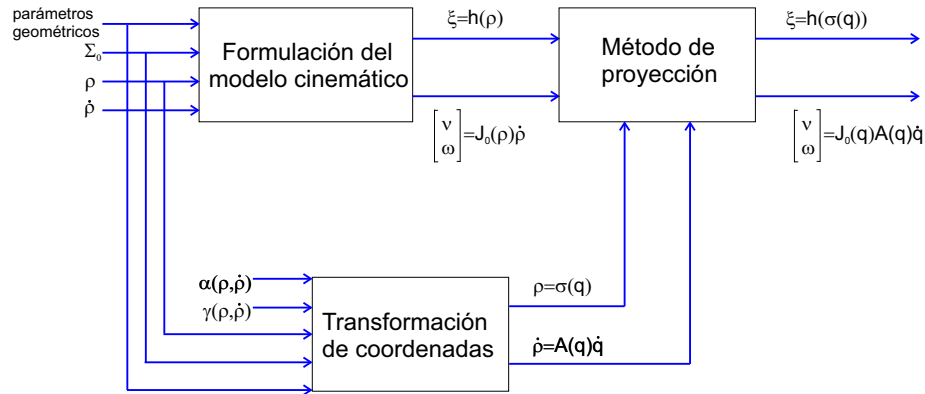 parámetros
geométricos
Σ₀
ρ
ρ̇
Formulación del
modelo cinemático
ξ=h(ρ)
[ν
ω]=J₀(ρ)ρ̇
Método de
proyección
ξ=h(σ(q))
[ν
ω]=J₀(q)A(q)q̇
α(ρ,ρ̇)
γ(ρ,ρ̇)
Transformación
de coordenadas
ρ=σ(q)
ρ̇=A(q)q̇